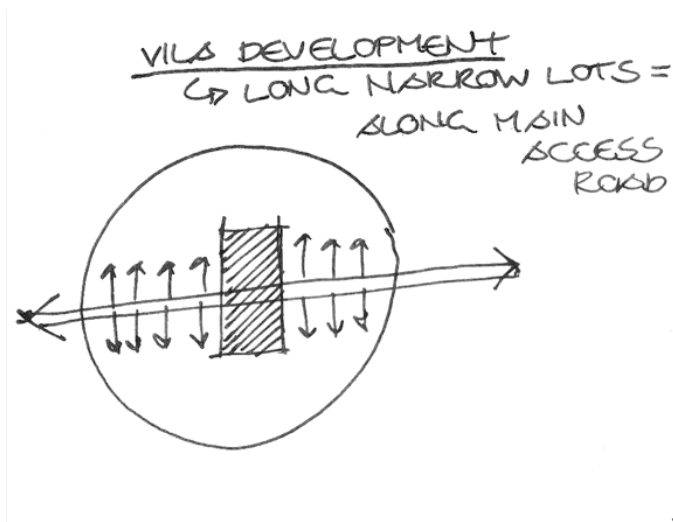 VILA DEVELOPMENT
↳ LONG NARROW LOTS =
ALONG MAIN
ACCESS
ROAD